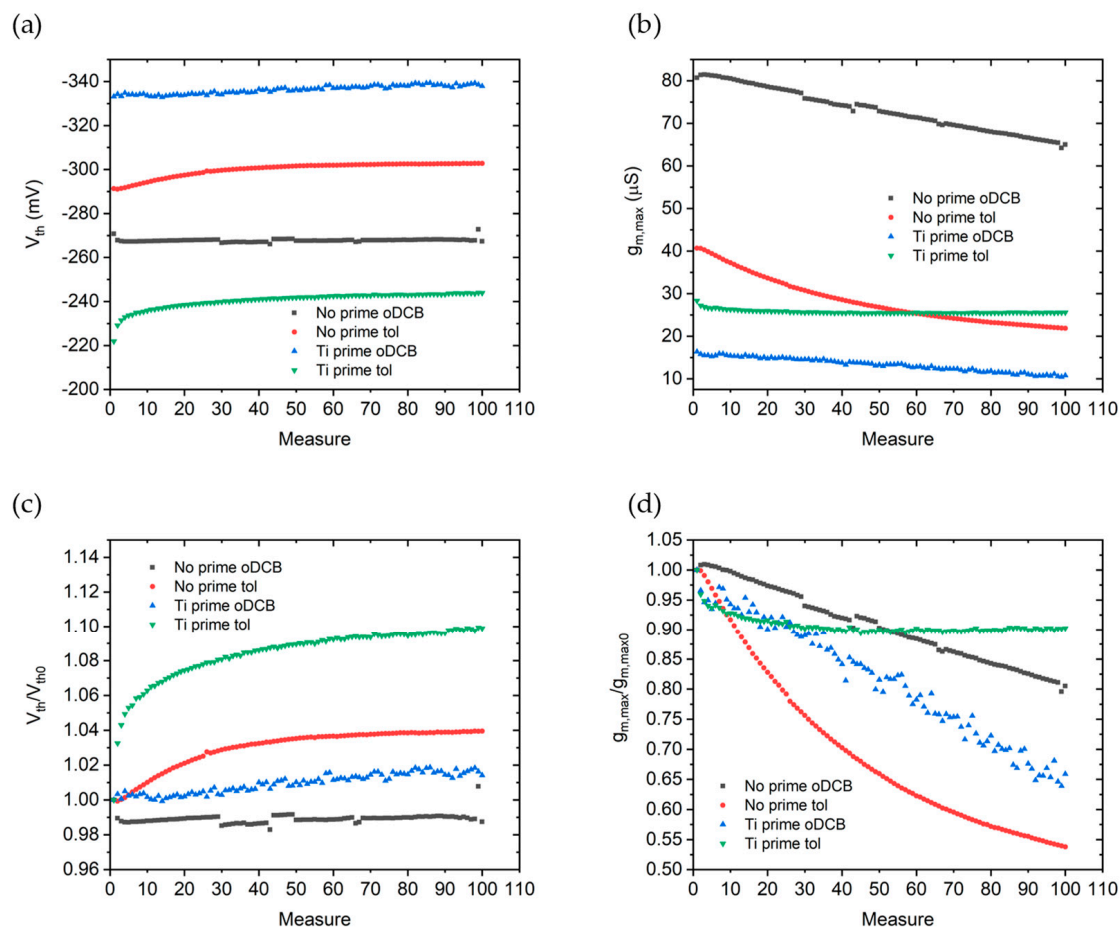 (a)
-340
-320
-300
-280
-260
-240
-220
-200
V_th (mV)
No prime oDCB
No prime tol
Ti prime oDCB
Ti prime tol
0 10 20 30 40 50 60 70 80 90 100 110
Measure
(b)
80
70
60
50
40
30
20
10
g_m,max (µS)
No prime oDCB
No prime tol
Ti prime oDCB
Ti prime tol
0 10 20 30 40 50 60 70 80 90 100 110
Measure
(c)
1.14
1.12
1.10
1.08
1.06
1.04
1.02
1.00
0.98
0.96
V_th/V_th0
No prime oDCB
No prime tol
Ti prime oDCB
Ti prime tol
0 10 20 30 40 50 60 70 80 90 100 110
Measure
(d)
1.05
1.00
0.95
0.90
0.85
0.80
0.75
0.70
0.65
0.60
0.55
0.50
g_m,max/g_m,max0
No prime oDCB
No prime tol
Ti prime oDCB
Ti prime tol
0 10 20 30 40 50 60 70 80 90 100 110
Measure